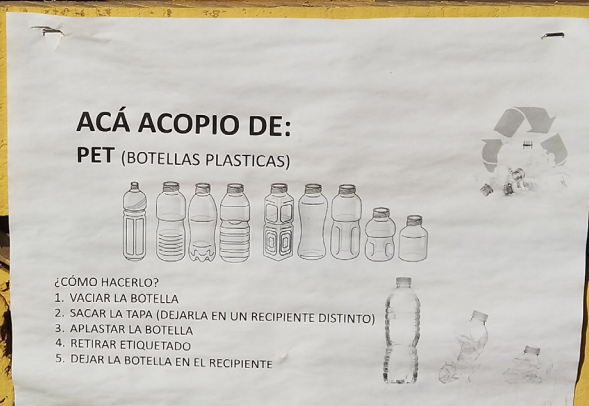 ACÁ ACOPIO DE:
PET (BOTELLAS PLASTICAS)
¿CÓMO HACERLO?
1. VACIAR LA BOTELLA
2. SACAR LA TAPA (DEJARLA EN UN RECIPIENTE DISTINTO)
3. APLASTAR LA BOTELLA
4. RETIRAR ETIQUETADO
5. DEJAR LA BOTELLA EN EL RECIPIENTE